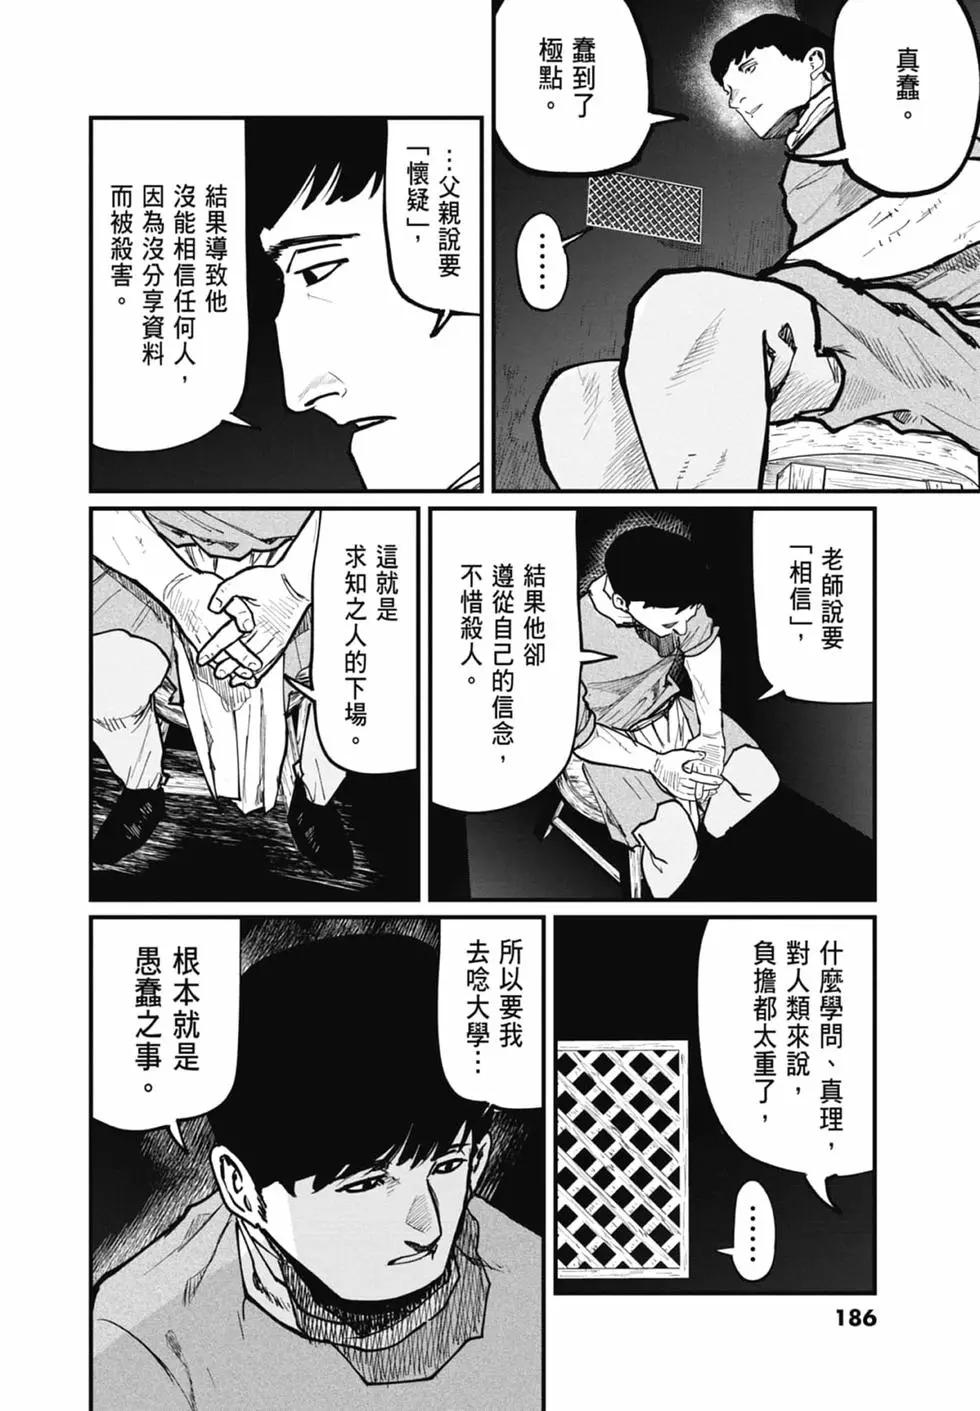 真蠢。
蠢到了
極點。
……
…父親說要
「懷疑」，
結果導致他
沒能相信任何人，
因為沒分享資料
而被殺害。
老師說要
「相信」，
結果他卻
遵從自己的信念，
不惜殺人。
這就是
求知之人的下場。
什麼學問、真理，
對人類來說，
負擔都太重了，
……
所以要我
去唸大學…
根本就是
愚蠢之事。
186